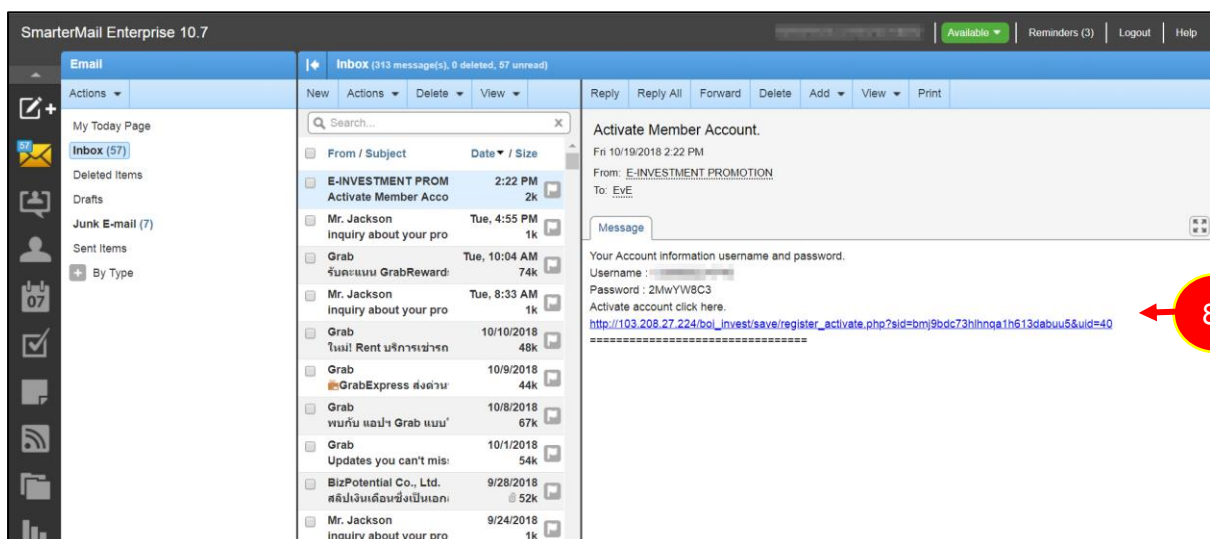 SmarterMail Enterprise 10.7
Available
Reminders (3)
Logout
Help
Email
Inbox (313 message(s), 0 deleted, 57 unread)
Actions
New Actions Delete View
Reply Reply All Forward Delete Add View Print
57
07
My Today Page
Inbox (57)
Deleted Items
Drafts
Junk E-mail (7)
Sent Items
By Type
Search... X
From / Subject Date / Size
E-INVESTMENT PROM 2:22 PM
Activate Member Acco 2k
Mr. Jackson Tue, 4:55 PM
inquiry about your pro 1k
Grab Tue, 10:04 AM
รับคะแนน GrabRewards 74k
Mr. Jackson Tue, 8:33 AM
inquiry about your pro 1k
Grab 10/10/2018
ใหม่! Rent บริการเช่ารถ 48k
Grab 10/9/2018
GrabExpress ส่งด่วน 44k
Grab 10/8/2018
พบกับ แอปฯ Grab แบบ 67k
Grab 10/1/2018
Updates you can't mis 54k
BizPotential Co., Ltd. 9/28/2018
สลิปเงินเดือนซึ่งเป็นเอก 52k
Mr. Jackson 9/24/2018
inquiry about your pro 1k
Activate Member Account.
Fri 10/19/2018 2:22 PM
From: E-INVESTMENT PROMOTION
To: EvE
Message
Your Account information username and password.
Username :
Password : 2MwYW8C3
Activate account click here.
http://103.208.27.224/boi_invest/save/register_activate.php?sid=bmj9bdc73hlhnqa1h613dabuu5&uid=40
=================================
8